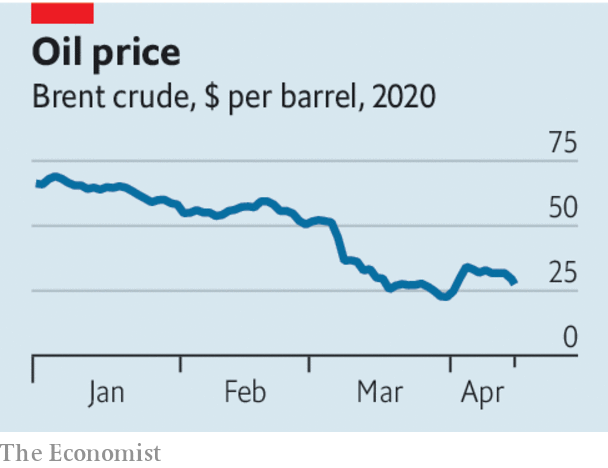 Oil price
Brent crude, $ per barrel, 2020
75
50
25
0
Jan Feb Mar Apr
The Economist